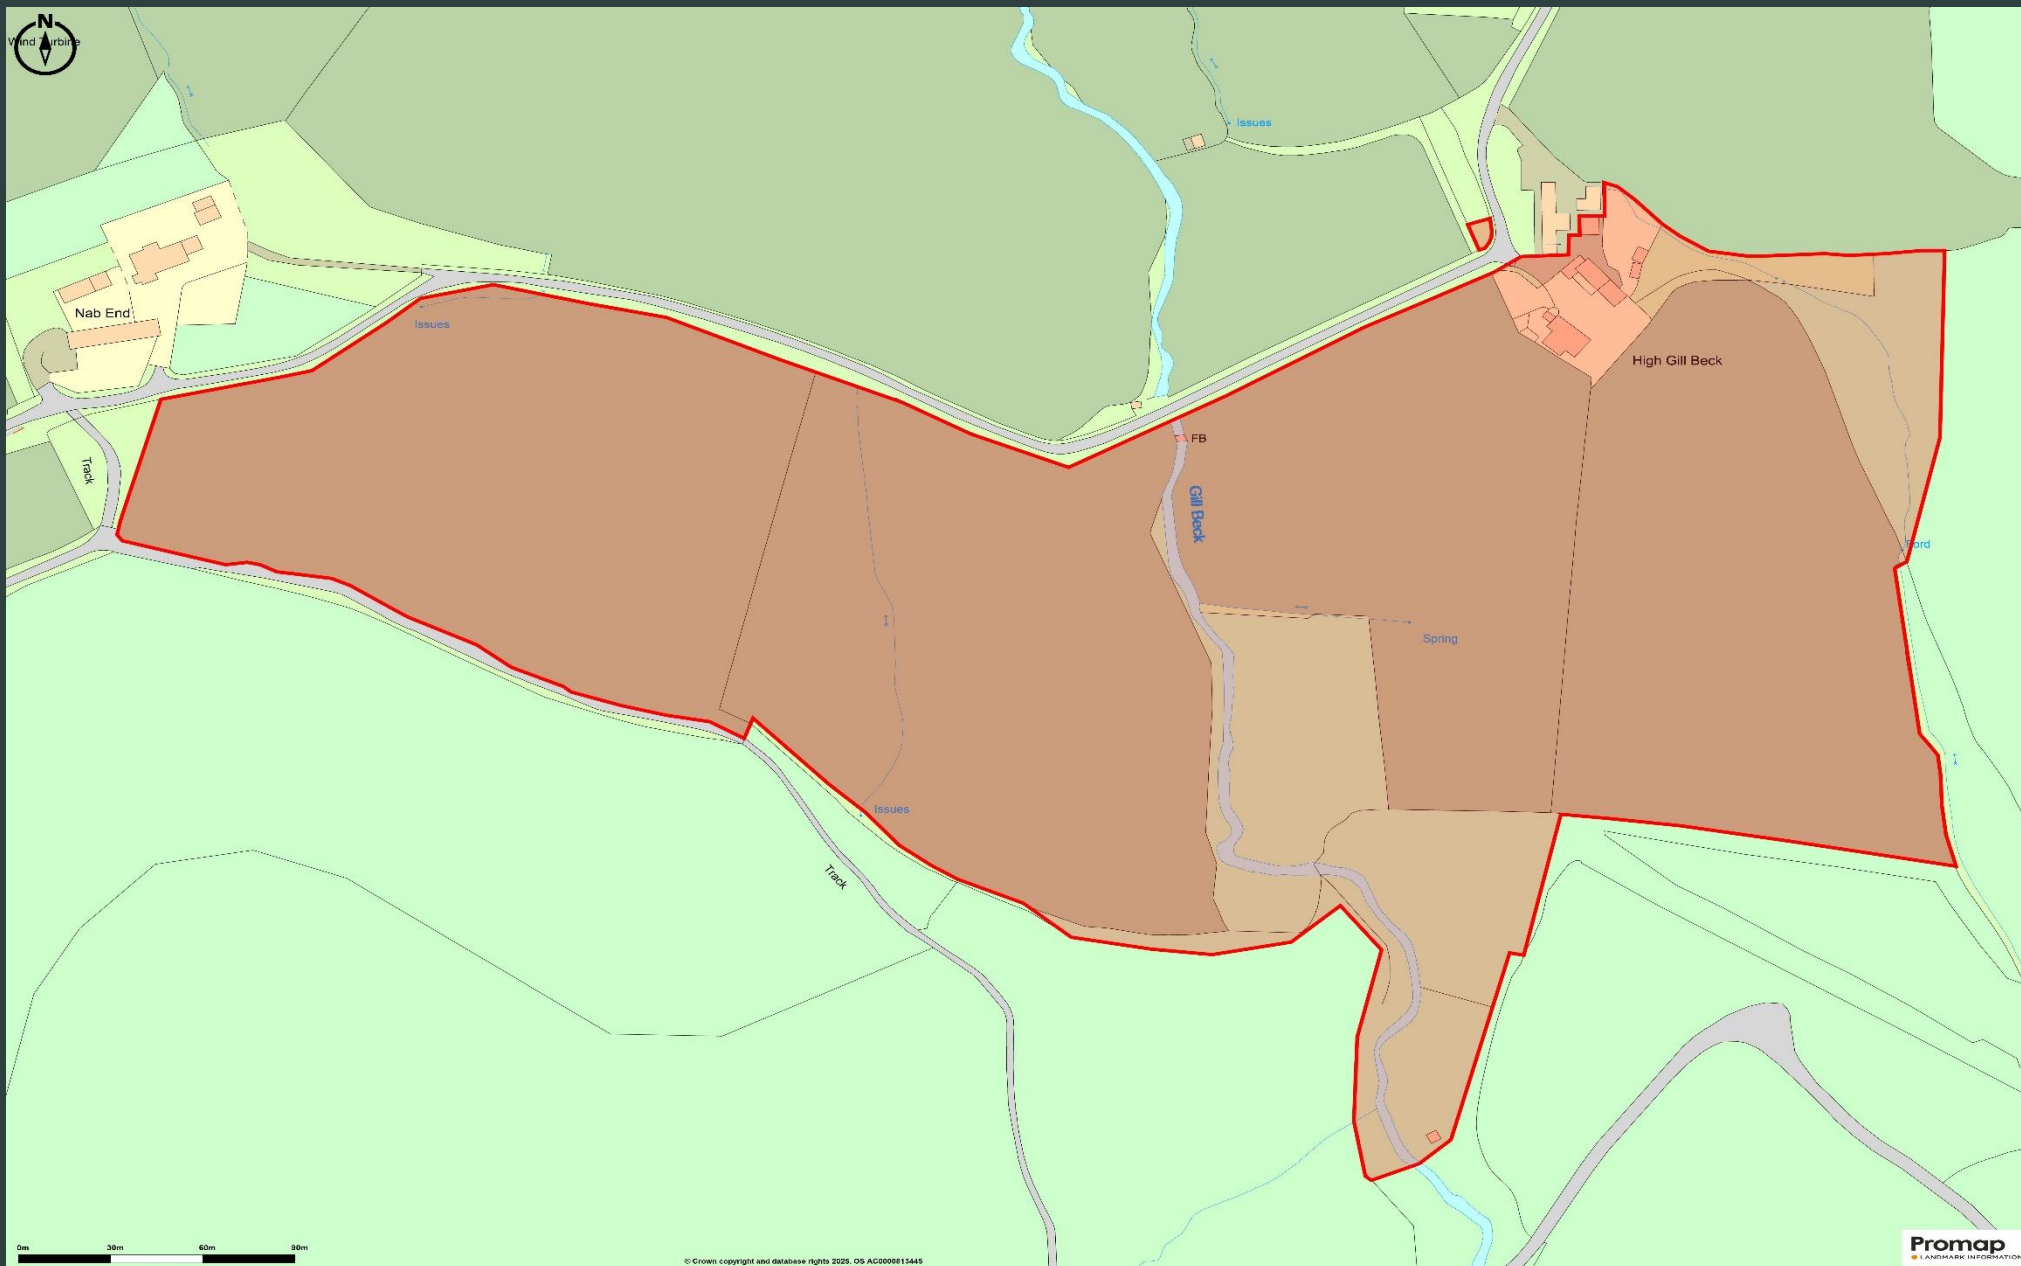 N
Wind Turbine
Issues
Nab End
Issues
High Gill Beck
FB
Track
Gill Beck
Ford
Spring
Issues
Track
0m 30m 60m 90m
© Crown copyright and database rights 2025. OS AC0000813445
Promap
LANDMARK INFORMATION